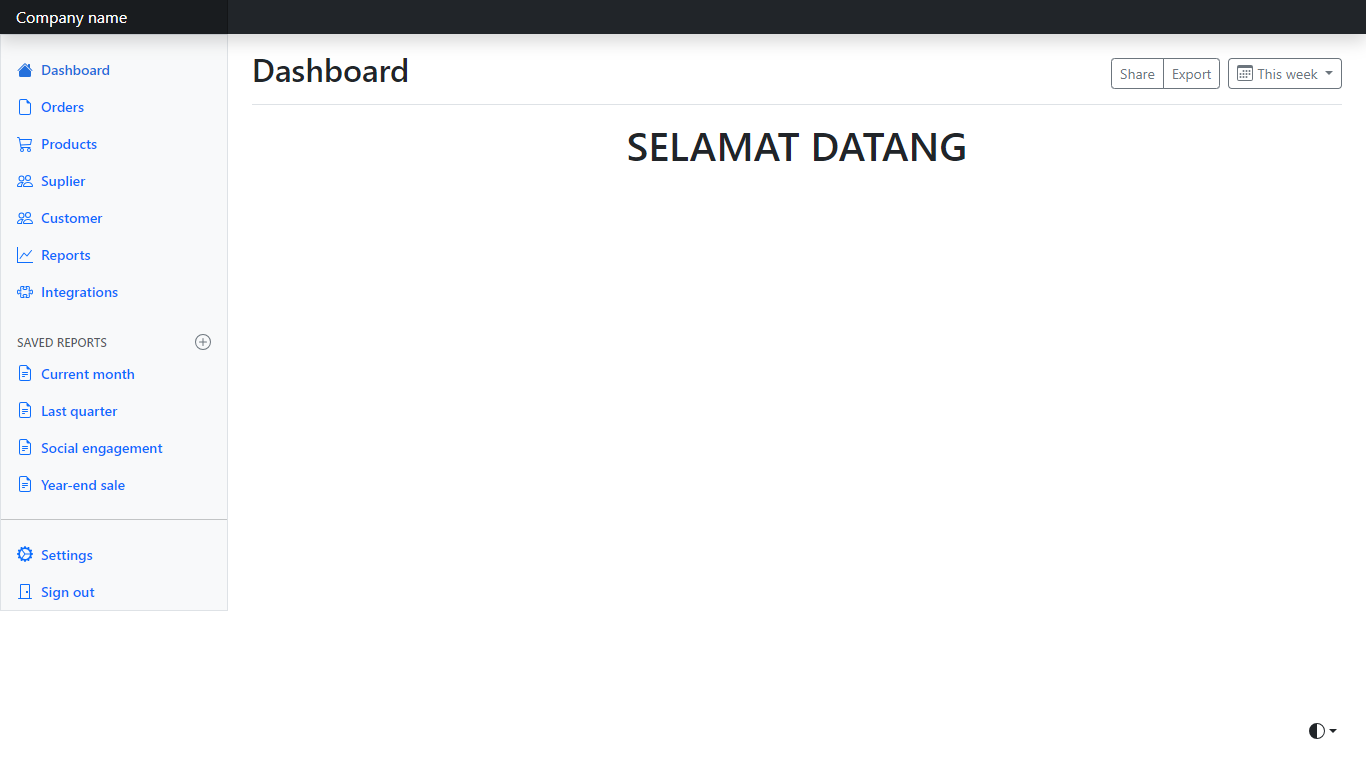 Company name
Dashboard
Orders
Products
Suplier
Customer
Reports
Integrations
SAVED REPORTS
Current month
Last quarter
Social engagement
Year-end sale
Settings
Sign out
Dashboard
Share Export This week
SELAMAT DATANG